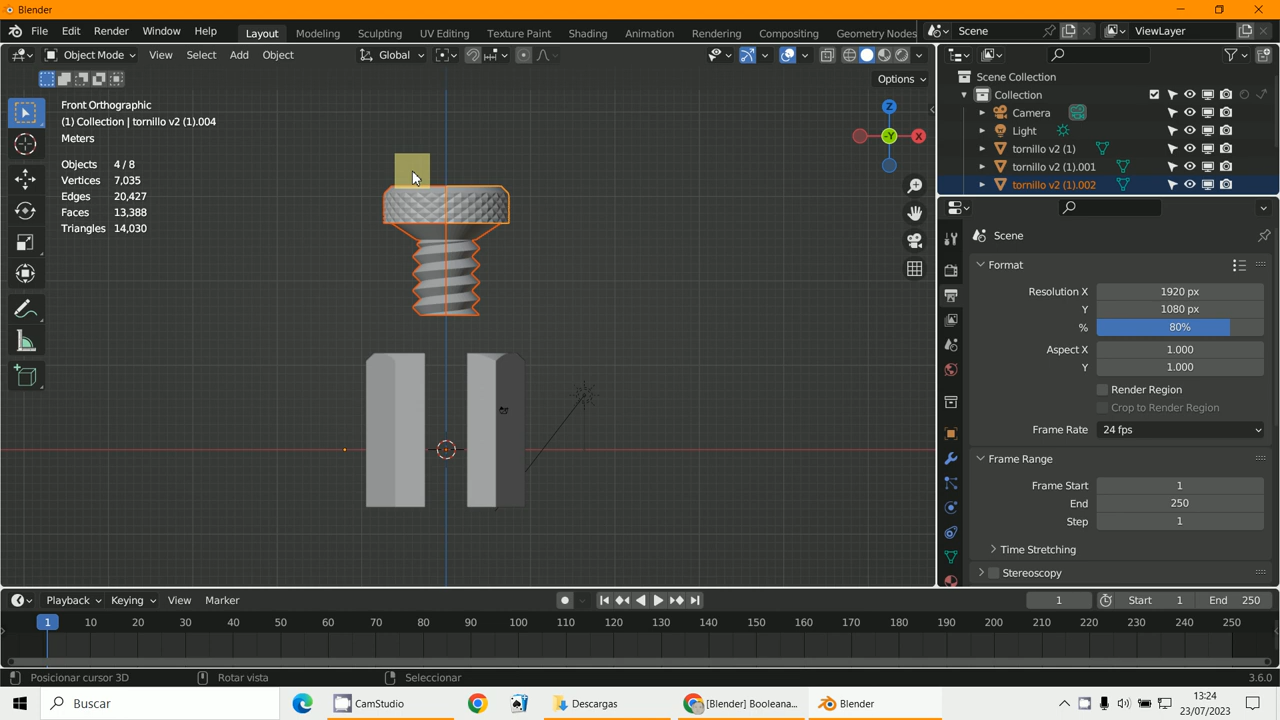 Blender
File Edit Render Window Help
Layout Modeling Sculpting UV Editing Texture Paint Shading Animation Rendering Compositing Geometry Nodes
Scene ViewLayer
Object Mode View Select Add Object Global
Options
Scene Collection
Collection
Camera
Light
tornillo v2 (1)
tornillo v2 (1).001
tornillo v2 (1).002
Front Orthographic
(1) Collection | tornillo v2 (1).004
Meters
Objects 4 / 8
Vertices 7,035
Edges 20,427
Faces 13,388
Triangles 14,030
Z
X
-Y
Scene
Format
Resolution X 1920 px
Y 1080 px
% 80%
Aspect X 1.000
Y 1.000
Render Region
Crop to Render Region
Frame Rate 24 fps
Frame Range
Frame Start 1
End 250
Step 1
Time Stretching
Stereoscopy
Playback Keying View Marker 1 Start 1 End 250
1 10 20 30 40 50 60 70 80 90 100 110 120 130 140 150 160 170 180 190 200 210 220 230 240 250
Posicionar cursor 3D Rotar vista Seleccionar 3.6.0
Buscar CamStudio Descargas [Blender] Booleana... Blender
13:24
23/07/2023